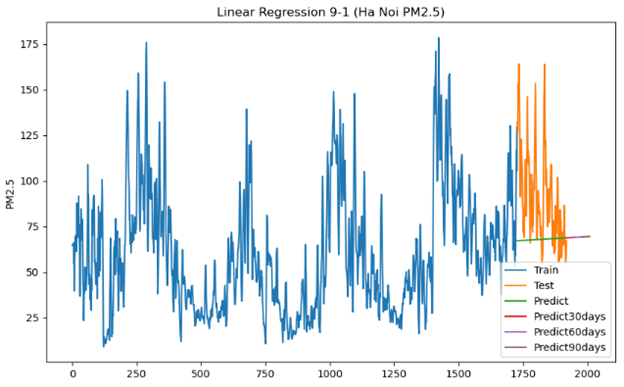 Linear Regression 9-1 (Ha Noi PM2.5)
175
150
125
100
75
50
25
PM2.5
0
250
500
750
1000
1250
1500
1750
2000
Train
Test
Predict
Predict30days
Predict60days
Predict90days